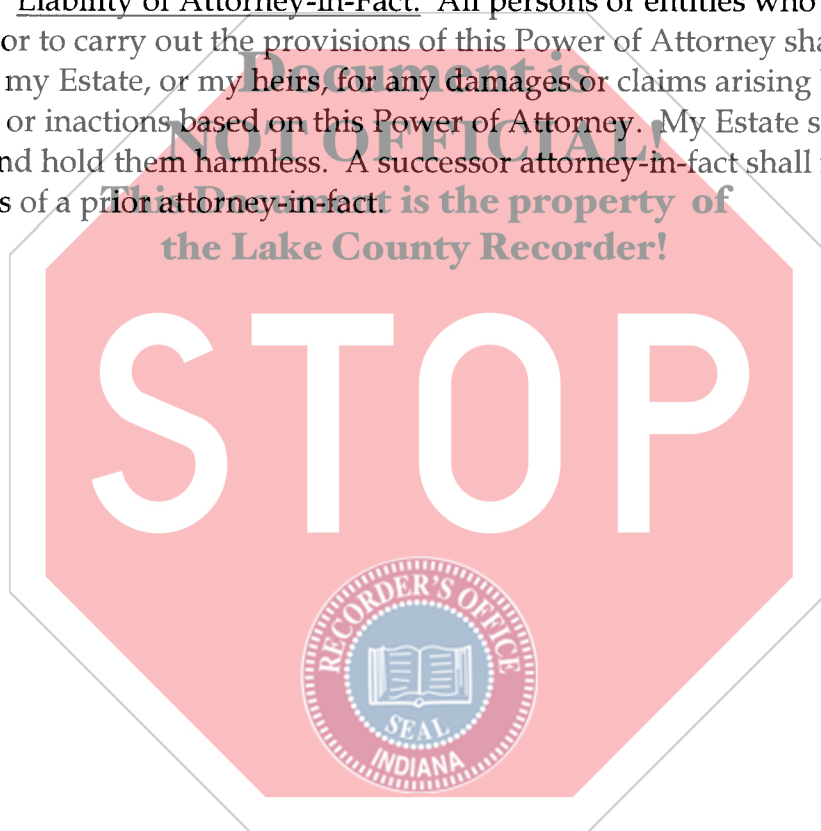 Liability of Attorney-in-Fact. All persons or entities who
or to carry out the provisions of this Power of Attorney sha
my Estate, or my heirs, for any damages or claims arising
or inactions based on this Power of Attorney. My Estate s
nd hold them harmless. A successor attorney-in-fact shall
s of a prior attorney-in-fact.
Document is
NOT OFFICIAL!
This Document is the property of
the Lake County Recorder!
STOP
RECORDER'S OFFICE
SEAL
INDIANA